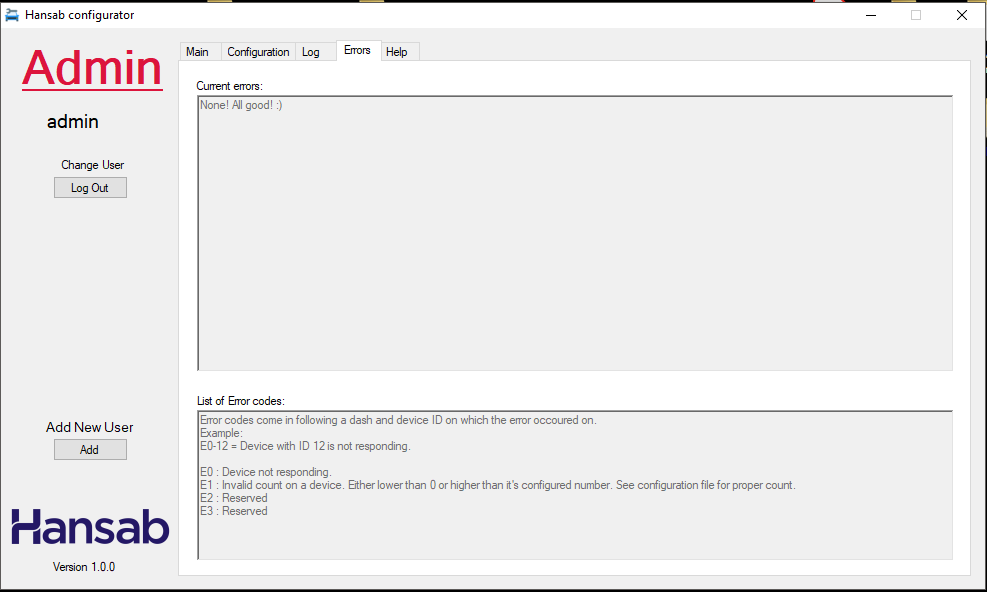 Hansab configurator
Admin
admin
Change User
Log Out
Add New User
Add
Hansab
Version 1.0.0
Main
Configuration
Log
Errors
Help
Current errors:
None! All good! :)
List of Error codes:
Error codes come in following a dash and device ID on which the error occoured on.
Example:
E0-12 = Device with ID 12 is not responding.
E0 : Device not responding.
E1 : Invalid count on a device. Either lower than 0 or higher than it's configured number. See configuration file for proper count.
E2 : Reserved
E3 : Reserved